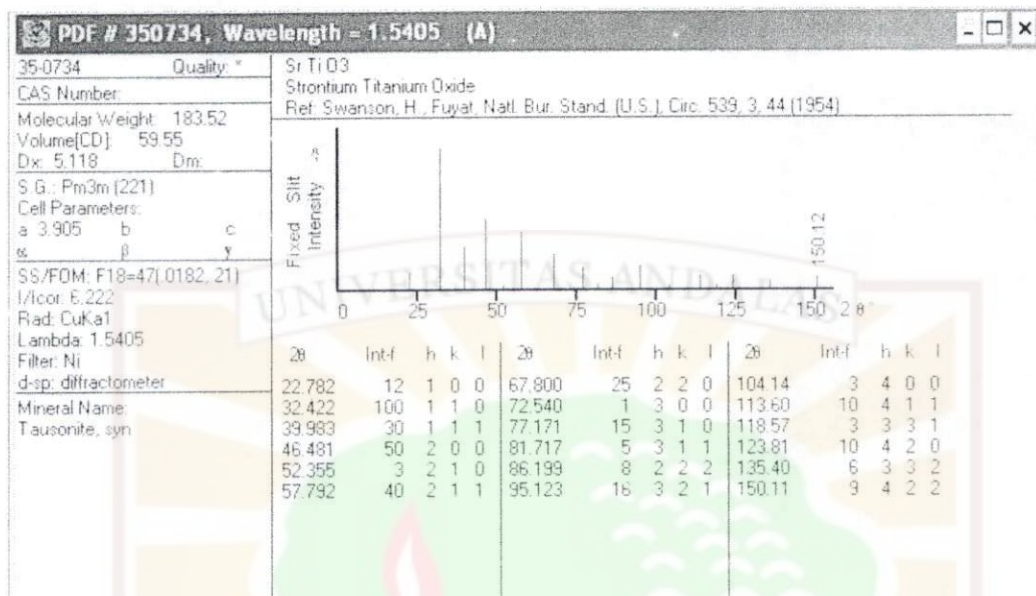 PDF # 350734, Wavelength = 1.5405 (A)
35-0734 Quality: *
CAS Number:
Molecular Weight: 183.52
Volume[CD]: 59.55
Dx: 5.118 Dm:
S.G.: Pm3m (221)
Cell Parameters:
a 3.905 b c
α β γ
SS/FOM: F18=47(.0182, 21)
I/Icor: 6.222
Rad: CuKa1
Lambda: 1.5405
Filter: Ni
d-sp: diffractometer
Mineral Name:
Tausonite, syn
Sr Ti O3
Strontium Titanium Oxide
Ref: Swanson, H., Fuyat, Natl. Bur. Stand. (U.S.), Circ. 539, 3, 44 (1954)
Fixed Slit
Intensity ->
150.12
0 25 50 75 100 125 150 2 θ °
UNIVERSITAS ANDALAS
2θ Int-f h k l 2θ Int-f h k l 2θ Int-f h k l
22.782 12 1 0 0 67.800 25 2 2 0 104.14 3 4 0 0
32.422 100 1 1 0 72.540 1 3 0 0 113.60 10 4 1 1
39.983 30 1 1 1 77.171 15 3 1 0 118.57 3 3 3 1
46.481 50 2 0 0 81.717 5 3 1 1 123.81 10 4 2 0
52.355 3 2 1 0 86.199 8 2 2 2 135.40 6 3 3 2
57.792 40 2 1 1 95.123 16 3 2 1 150.11 9 4 2 2